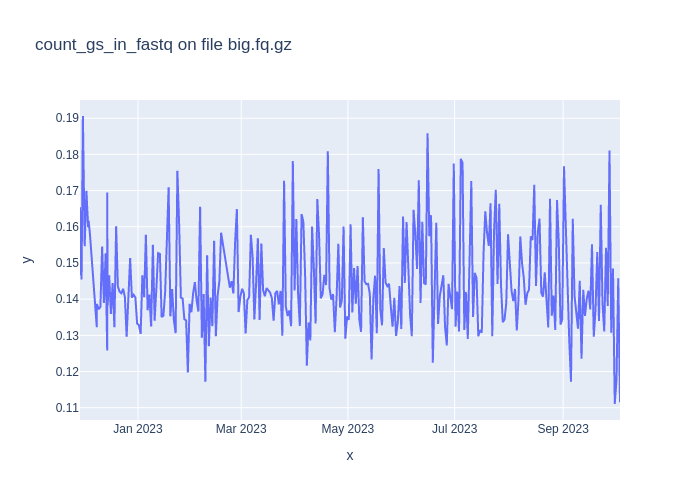 count_gs_in_fastq on file big.fq.gz
0.19
0.18
0.17
0.16
0.15
0.14
0.13
0.12
0.11
y
Jan 2023 Mar 2023 May 2023 Jul 2023 Sep 2023
x